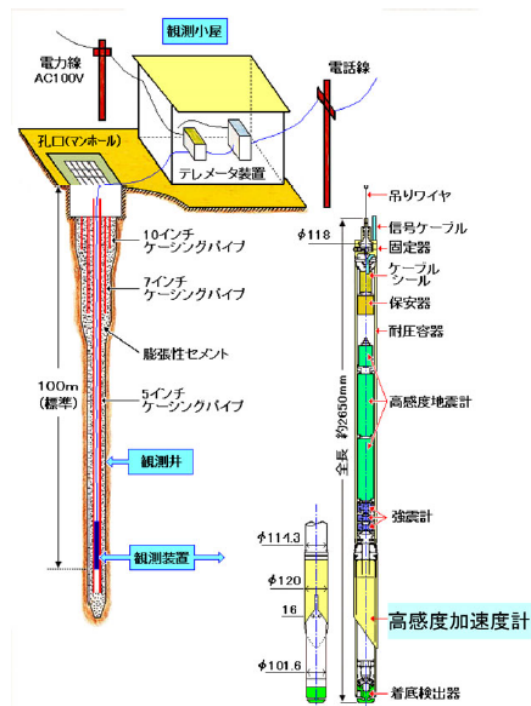 観測小屋
電力線
AC100V
電話線
孔口(マンホール)
テレメータ装置
吊りワイヤ
信号ケーブル
φ118
固定器
ケーブル
シール
保安器
耐圧容器
10インチ
ケーシングパイプ
7インチ
ケーシングパイプ
膨張性セメント
100m
(標準)
5インチ
ケーシングパイプ
全長 約2650mm
高感度地震計
観測井
強震計
観測装置
φ114.3
φ120
16
高感度加速度計
φ101.6
着底検出器